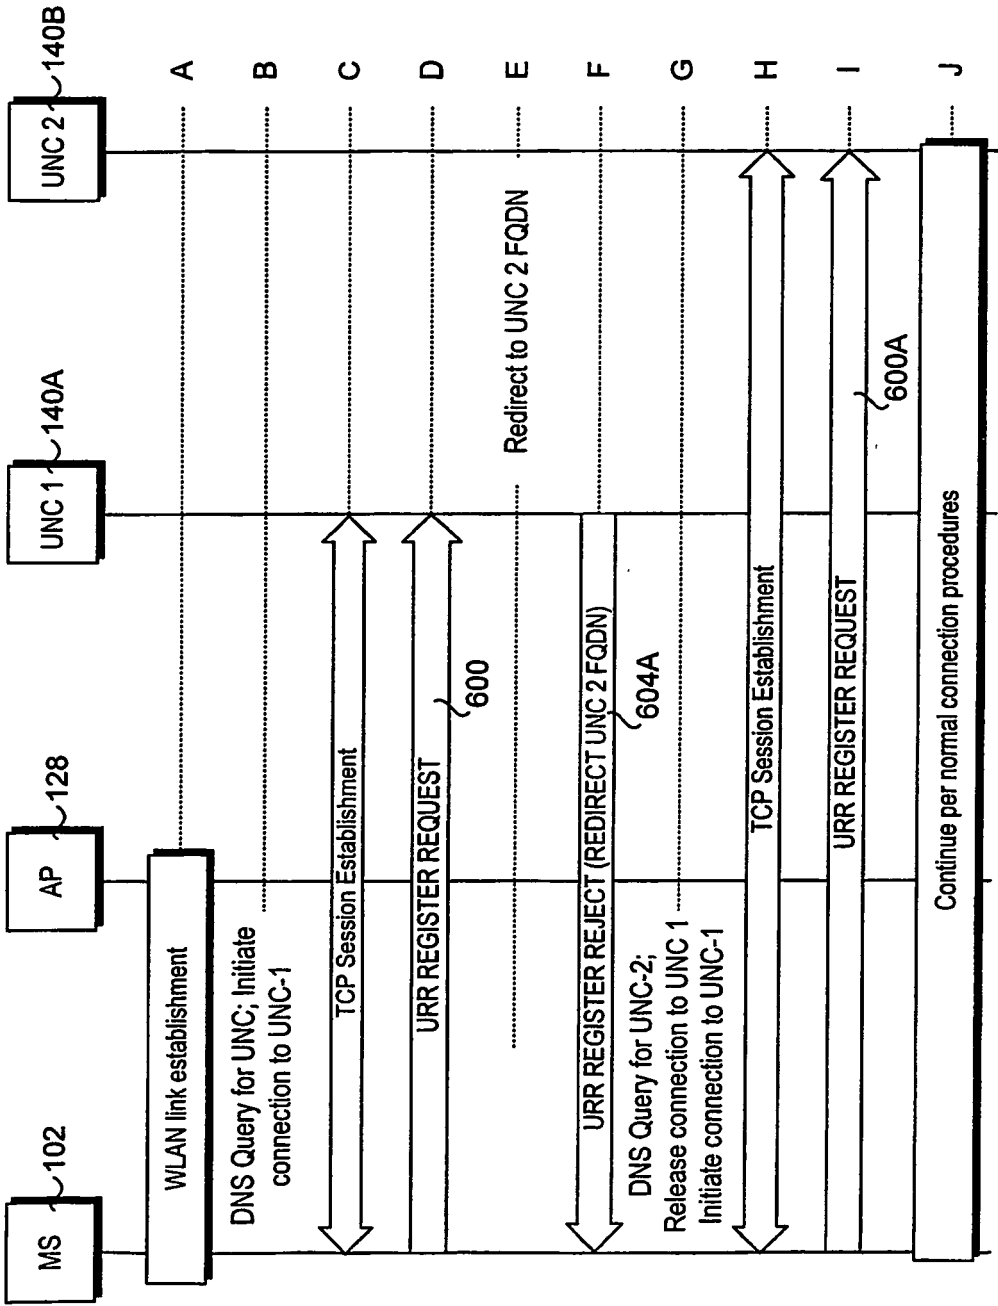 MS 102
AP 128
UNC 1 140A
UNC 2 140B
WLAN link establishment
A
DNS Query for UNC; Initiate
connection to UNC-1
B
TCP Session Establishment
C
URR REGISTER REQUEST
600
D
Redirect to UNC 2 FQDN
E
URR REGISTER REJECT (REDIRECT UNC 2 FQDN)
604A
F
DNS Query for UNC-2;
Release connection to UNC 1
Initiate connection to UNC-1
G
TCP Session Establishment
H
URR REGISTER REQUEST
600A
I
Continue per normal connection procedures
J